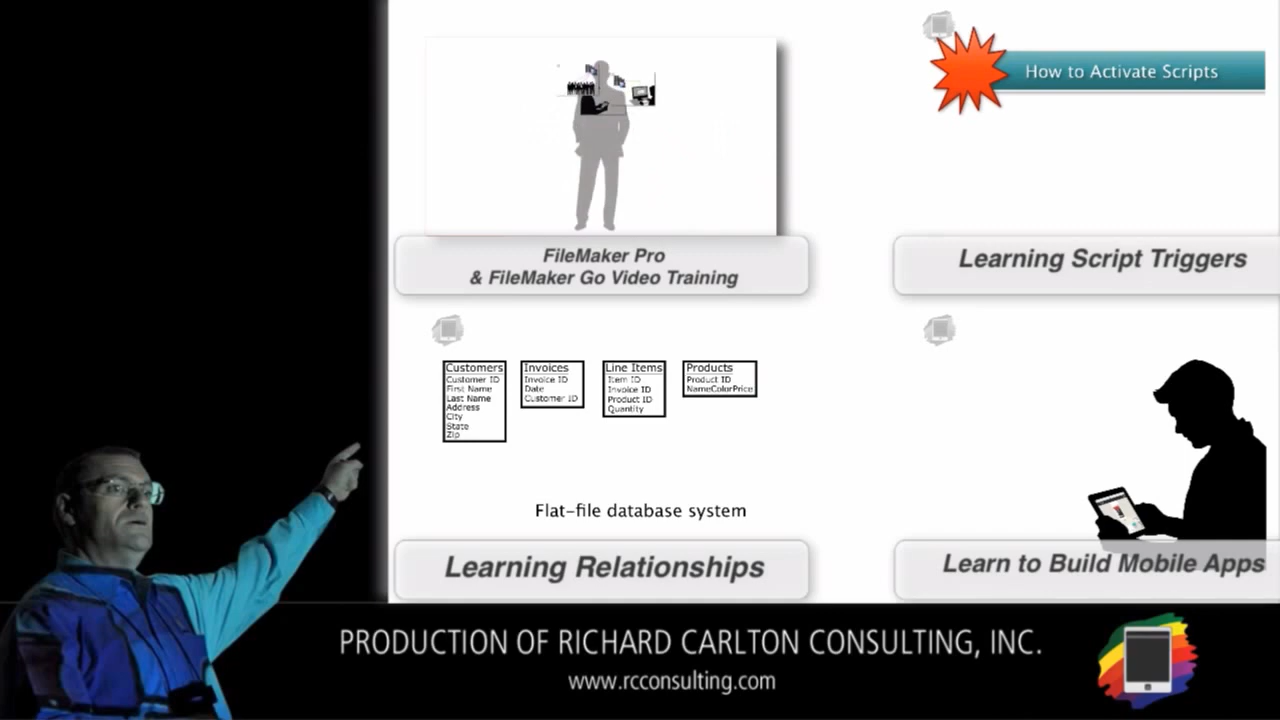 How to Activate Scripts
FileMaker Pro
& FileMaker Go Video Training
Learning Script Triggers
Customers
Customer ID
First Name
Last Name
Address
City
State
Zip
Invoices
Invoice ID
Date
Customer ID
Line Items
Item ID
Invoice ID
Product ID
Quantity
Products
Product ID
NameColorPrice
Flat-file database system
Learning Relationships
Learn to Build Mobile Apps
PRODUCTION OF RICHARD CARLTON CONSULTING, INC.
www.rcconsulting.com